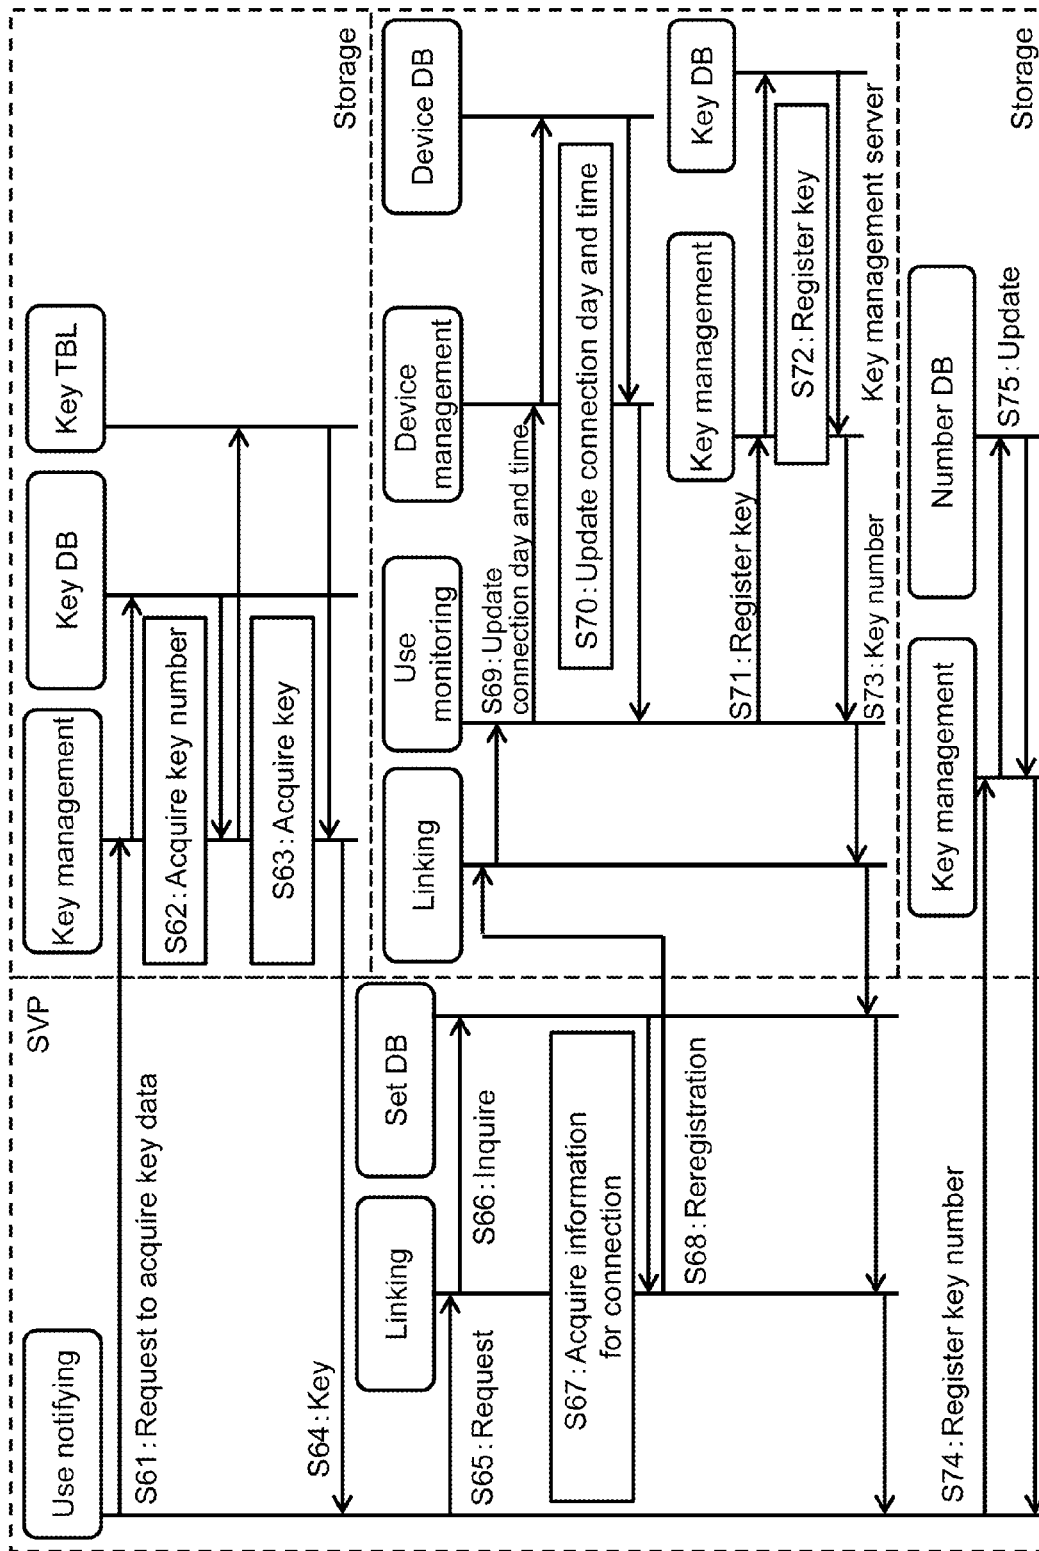 SVP
Use notifying
S61:Request to acquire key data
Key management
Key DB
Key TBL
S62:Acquire key number
S63:Acquire key
S64:Key
Storage
Linking
Set DB
S65:Request
S66:Inquire
S67:Acquire information
for connection
S68:Reregistration
Linking
Use
monitoring
Device
management
Device DB
S69:Update
connection day and time
S70:Update connection day and time
Key management
Key DB
S71:Register key
S72:Register key
S73:Key number
Key management server
Key management
Number DB
S74:Register key number
S75:Update
Storage